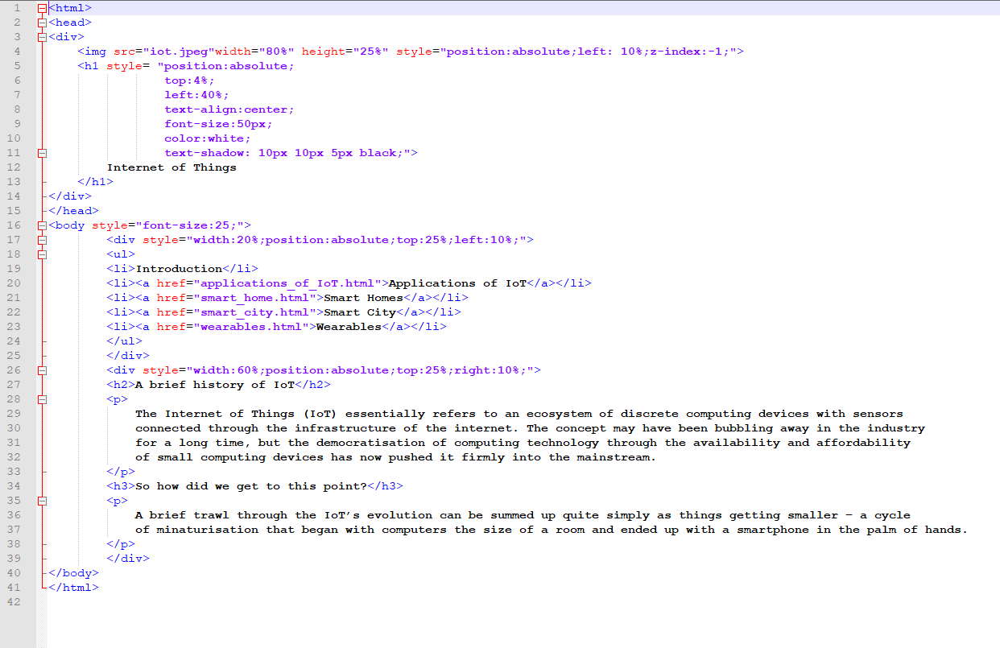 1 <html>
2 <head>
3 <div>
4 <img src="iot.jpeg"width="80%" height="25%" style="position:absolute;left: 10%;z-index:-1;">
5 <h1 style= "position:absolute;
6 top:4%;
7 left:40%;
8 text-align:center;
9 font-size:50px;
10 color:white;
11 text-shadow: 10px 10px 5px black;">
12 Internet of Things
13 </h1>
14 </div>
15 </head>
16 <body style="font-size:25;">
17 <div style="width:20%;position:absolute;top:25%;left:10%;">
18 <ul>
19 <li>Introduction</li>
20 <li><a href="applications_of_IoT.html">Applications of IoT</a></li>
21 <li><a href="smart_home.html">Smart Homes</a></li>
22 <li><a href="smart_city.html">Smart City</a></li>
23 <li><a href="wearables.html">Wearables</a></li>
24 </ul>
25 </div>
26 <div style="width:60%;position:absolute;top:25%;right:10%;">
27 <h2>A brief history of IoT</h2>
28 <p>
29 The Internet of Things (IoT) essentially refers to an ecosystem of discrete computing devices with sensors
30 connected through the infrastructure of the internet. The concept may have been bubbling away in the industry
31 for a long time, but the democratisation of computing technology through the availability and affordability
32 of small computing devices has now pushed it firmly into the mainstream.
33 </p>
34 <h3>So how did we get to this point?</h3>
35 <p>
36 A brief trawl through the IoT’s evolution can be summed up quite simply as things getting smaller – a cycle
37 of minaturisation that began with computers the size of a room and ended up with a smartphone in the palm of hands.
38 </p>
39 </div>
40 </body>
41 </html>
42